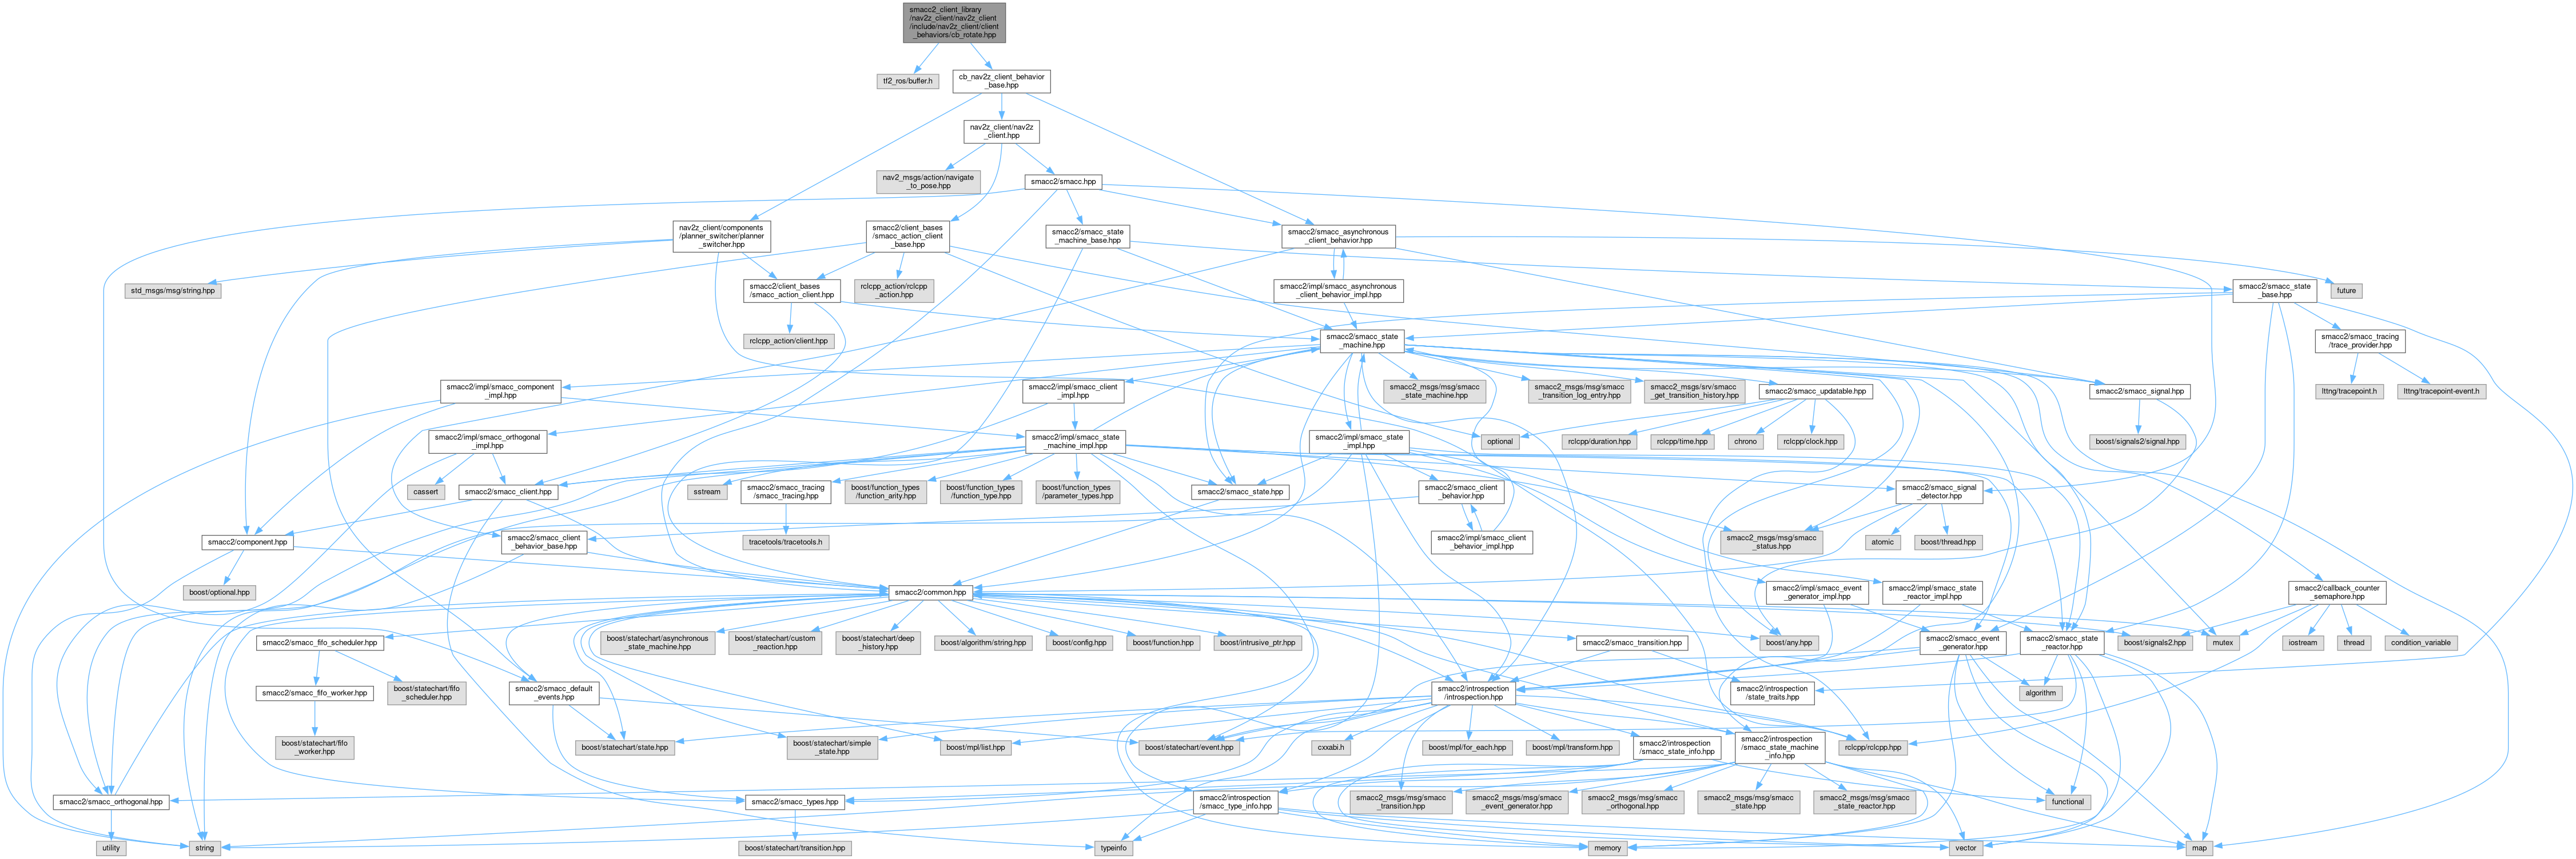 smacc2_client_library
/nav2z_client/nav2z_client
/include/nav2z_client/client
_behaviors/cb_rotate.hpp
tf2_ros/buffer.h
cb_nav2z_client_behavior
_base.hpp
nav2z_client/nav2z
_client.hpp
nav2_msgs/action/navigate
_to_pose.hpp
smacc2/smacc.hpp
nav2z_client/components
/planner_switcher/planner
_switcher.hpp
smacc2/client_bases
/smacc_action_client
_base.hpp
smacc2/smacc_state
_machine_base.hpp
smacc2/smacc_asynchronous
_client_behavior.hpp
std_msgs/msg/string.hpp
smacc2/client_bases
/smacc_action_client.hpp
rclcpp_action/rclcpp
_action.hpp
smacc2/impl/smacc_asynchronous
_client_behavior_impl.hpp
smacc2/smacc_state
_base.hpp
future
rclcpp_action/client.hpp
smacc2/smacc_state
_machine.hpp
smacc2/smacc_tracing
/trace_provider.hpp
smacc2/impl/smacc_component
_impl.hpp
smacc2/impl/smacc_client
_impl.hpp
smacc2_msgs/msg/smacc
_state_machine.hpp
smacc2_msgs/msg/smacc
_transition_log_entry.hpp
smacc2_msgs/srv/smacc
_get_transition_history.hpp
smacc2/smacc_updatable.hpp
smacc2/smacc_signal.hpp
lttng/tracepoint.h
lttng/tracepoint-event.h
smacc2/impl/smacc_orthogonal
_impl.hpp
smacc2/impl/smacc_state
_machine_impl.hpp
smacc2/impl/smacc_state
_impl.hpp
optional
rclcpp/duration.hpp
rclcpp/time.hpp
chrono
rclcpp/clock.hpp
boost/signals2/signal.hpp
cassert
smacc2/smacc_client.hpp
sstream
smacc2/smacc_tracing
/smacc_tracing.hpp
boost/function_types
/function_arity.hpp
boost/function_types
/function_type.hpp
boost/function_types
/parameter_types.hpp
smacc2/smacc_state.hpp
smacc2/smacc_client
_behavior.hpp
smacc2/smacc_signal
_detector.hpp
smacc2/component.hpp
smacc2/smacc_client
_behavior_base.hpp
tracetools/tracetools.h
smacc2/impl/smacc_client
_behavior_impl.hpp
smacc2_msgs/msg/smacc
_status.hpp
atomic
boost/thread.hpp
boost/optional.hpp
smacc2/common.hpp
smacc2/impl/smacc_event
_generator_impl.hpp
smacc2/impl/smacc_state
_reactor_impl.hpp
smacc2/callback_counter
_semaphore.hpp
smacc2/smacc_fifo_scheduler.hpp
boost/statechart/asynchronous
_state_machine.hpp
boost/statechart/custom
_reaction.hpp
boost/statechart/deep
_history.hpp
boost/algorithm/string.hpp
boost/config.hpp
boost/function.hpp
boost/intrusive_ptr.hpp
smacc2/smacc_transition.hpp
boost/any.hpp
smacc2/smacc_event
_generator.hpp
smacc2/smacc_state
_reactor.hpp
boost/signals2.hpp
mutex
iostream
thread
condition_variable
smacc2/smacc_fifo_worker.hpp
boost/statechart/fifo
_scheduler.hpp
smacc2/smacc_default
_events.hpp
smacc2/introspection
/introspection.hpp
smacc2/introspection
/state_traits.hpp
algorithm
boost/statechart/fifo
_worker.hpp
boost/statechart/state.hpp
boost/statechart/simple
_state.hpp
boost/mpl/list.hpp
boost/statechart/event.hpp
cxxabi.h
boost/mpl/for_each.hpp
boost/mpl/transform.hpp
smacc2/introspection
/smacc_state_info.hpp
smacc2/introspection
/smacc_state_machine
_info.hpp
rclcpp/rclcpp.hpp
smacc2/smacc_orthogonal.hpp
smacc2/smacc_types.hpp
smacc2/introspection
/smacc_type_info.hpp
smacc2_msgs/msg/smacc
_transition.hpp
smacc2_msgs/msg/smacc
_event_generator.hpp
smacc2_msgs/msg/smacc
_orthogonal.hpp
smacc2_msgs/msg/smacc
_state.hpp
smacc2_msgs/msg/smacc
_state_reactor.hpp
functional
utility
string
boost/statechart/transition.hpp
typeinfo
memory
vector
map